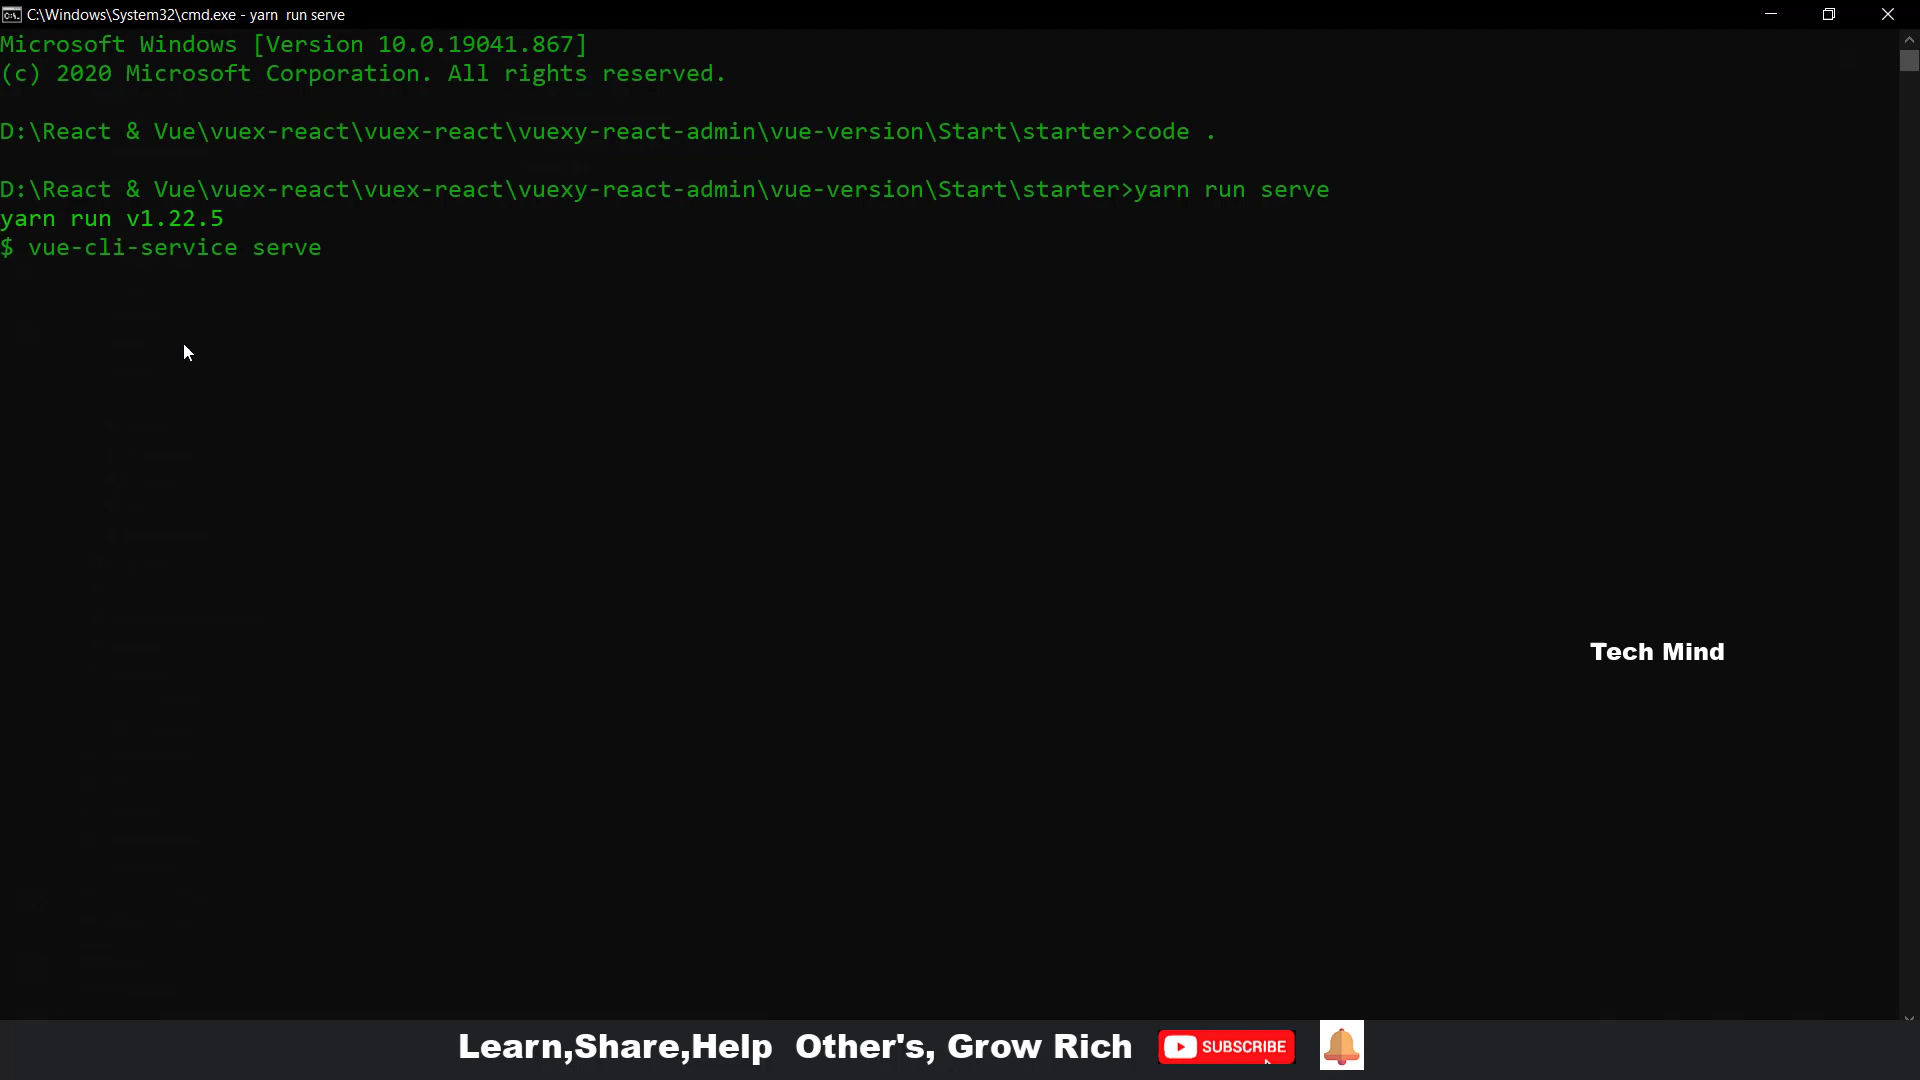 C:\Windows\System32\cmd.exe - yarn  run serve
Microsoft Windows [Version 10.0.19041.867]
(c) 2020 Microsoft Corporation. All rights reserved.
D:\React & Vue\vuex-react\vuex-react\vuexy-react-admin\vue-version\Start\starter>code .
D:\React & Vue\vuex-react\vuex-react\vuexy-react-admin\vue-version\Start\starter>yarn run serve
yarn run v1.22.5
$ vue-cli-service serve
Tech Mind
Learn,Share,Help  Other's, Grow Rich
SUBSCRIBE